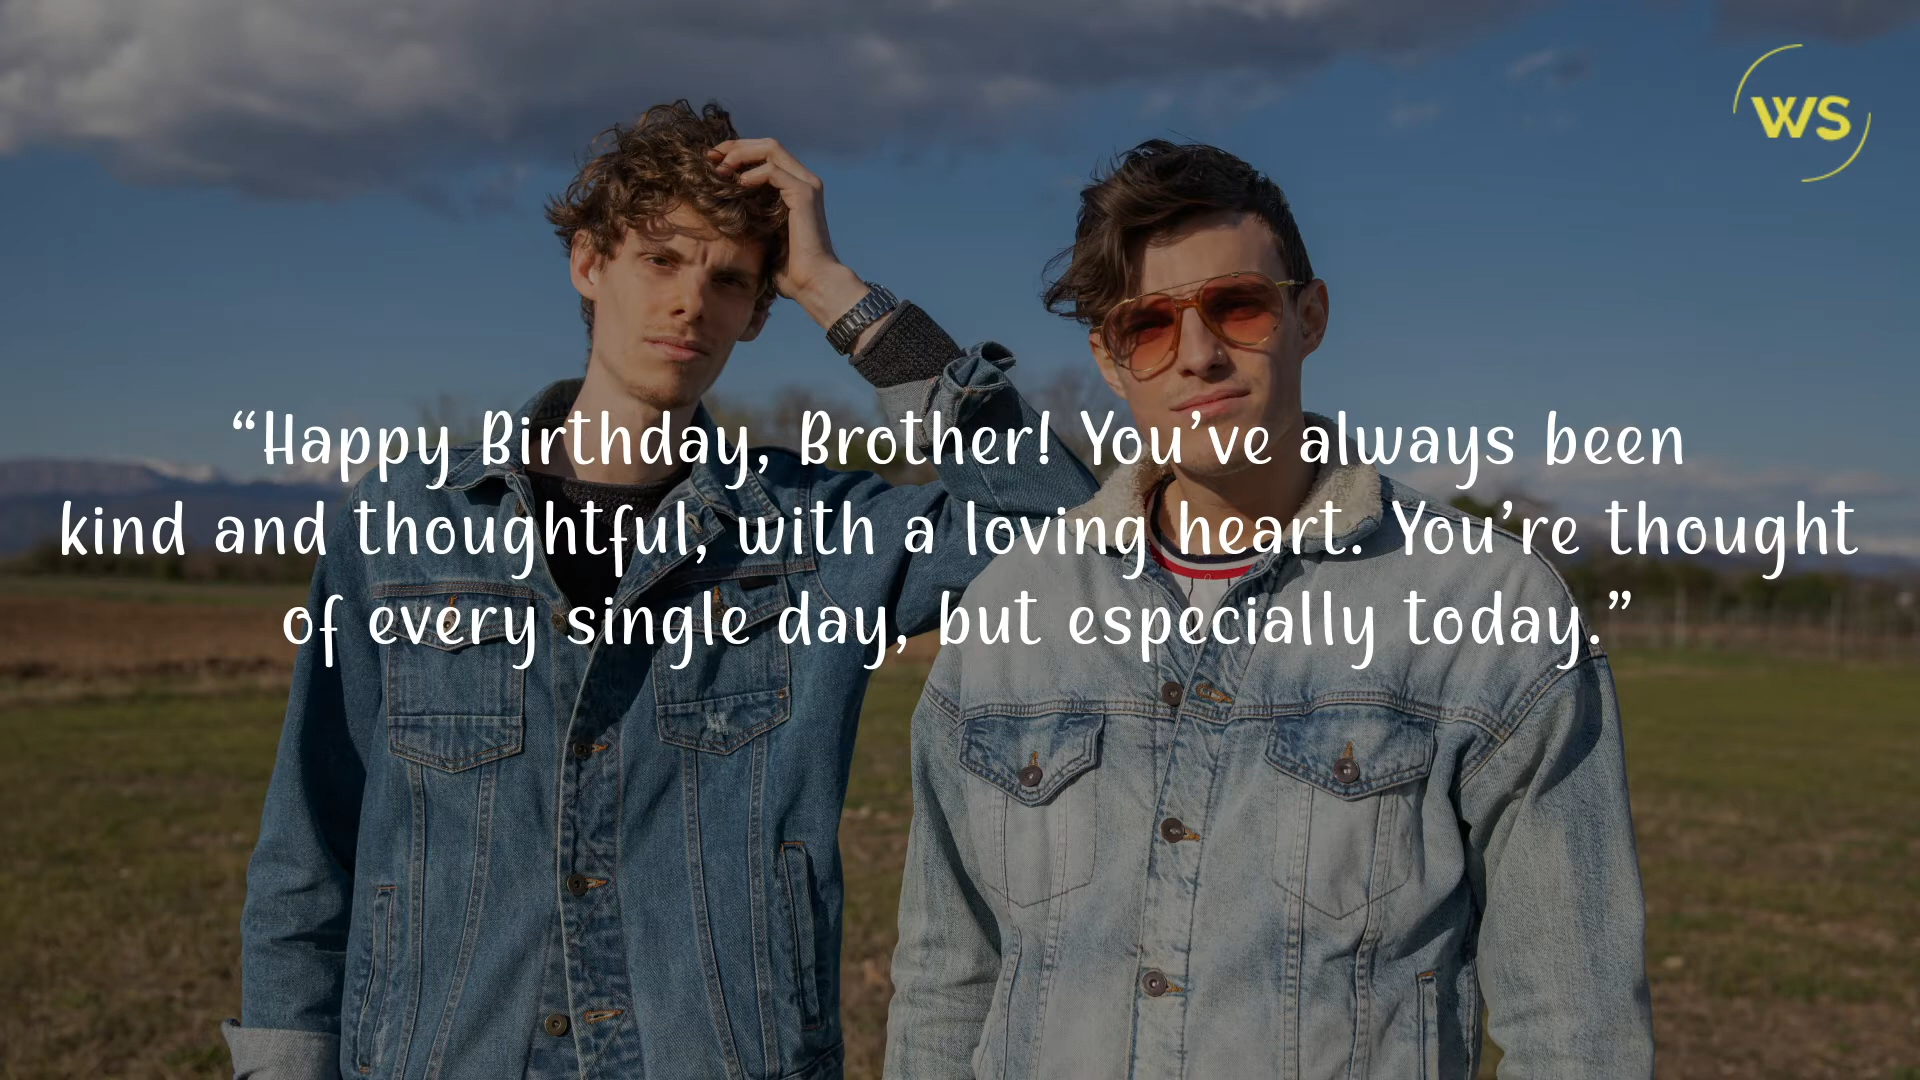 WS
“Happy Birthday, Brother! You’ve always been
kind and thoughtful, with a loving heart. You’re thought
of every single day, but especially today.”